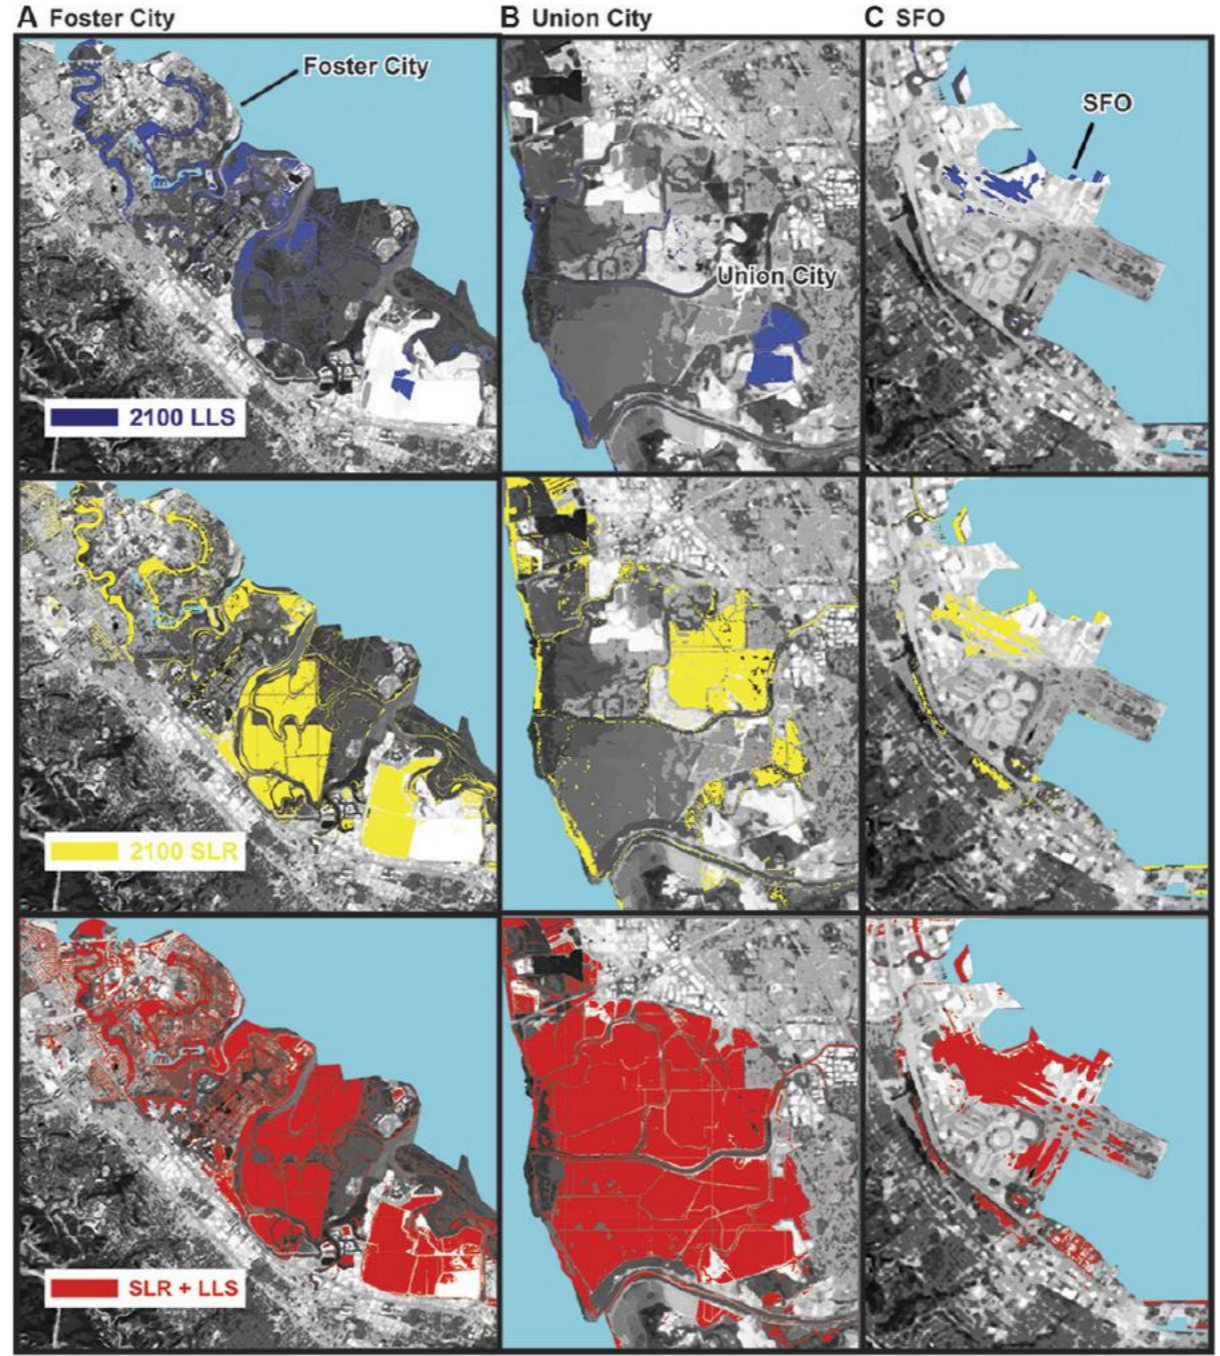 A Foster City
B Union City
C SFO
Foster City
Union City
SFO
2100 LLS
2100 SLR
SLR + LLS